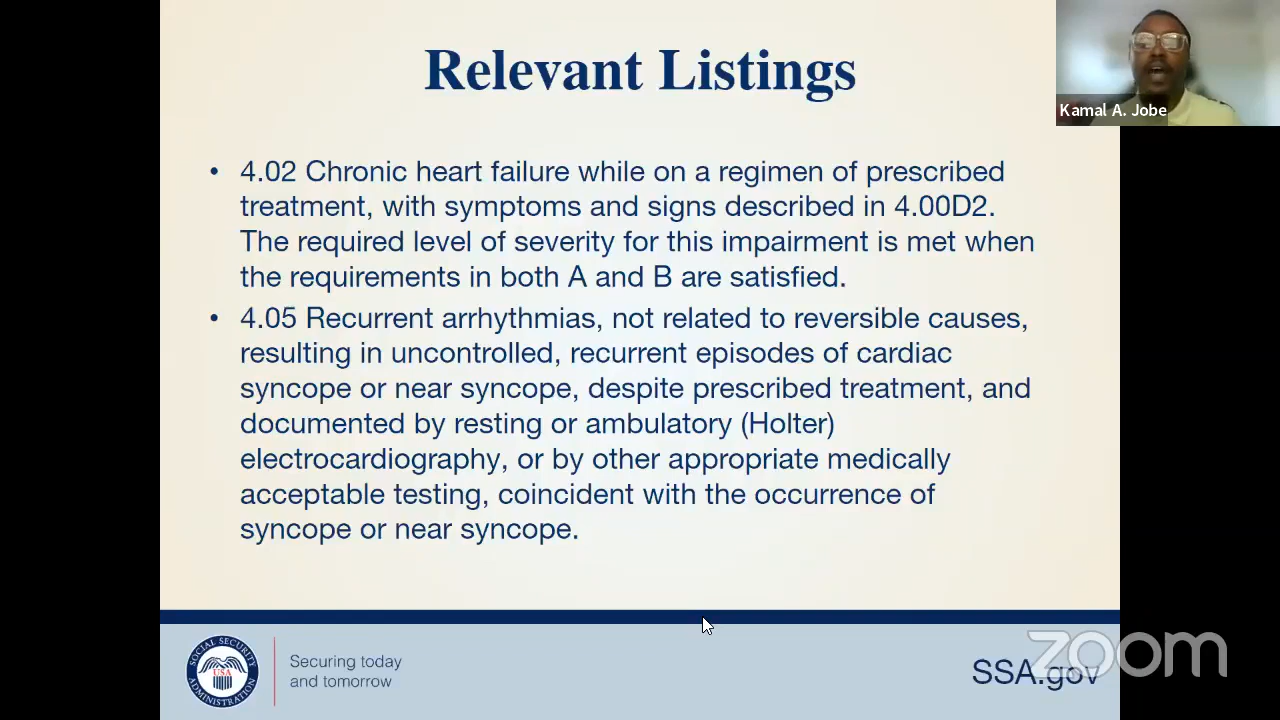 Relevant Listings
Kamal A. Jobe
• 4.02 Chronic heart failure while on a regimen of prescribed
treatment, with symptoms and signs described in 4.00D2.
The required level of severity for this impairment is met when
the requirements in both A and B are satisfied.
• 4.05 Recurrent arrhythmias, not related to reversible causes,
resulting in uncontrolled, recurrent episodes of cardiac
syncope or near syncope, despite prescribed treatment, and
documented by resting or ambulatory (Holter)
electrocardiography, or by other appropriate medically
acceptable testing, coincident with the occurrence of
syncope or near syncope.
SOCIAL SECURITY
USA
ADMINISTRATION
Securing today
and tomorrow
SSA.gov
zoom